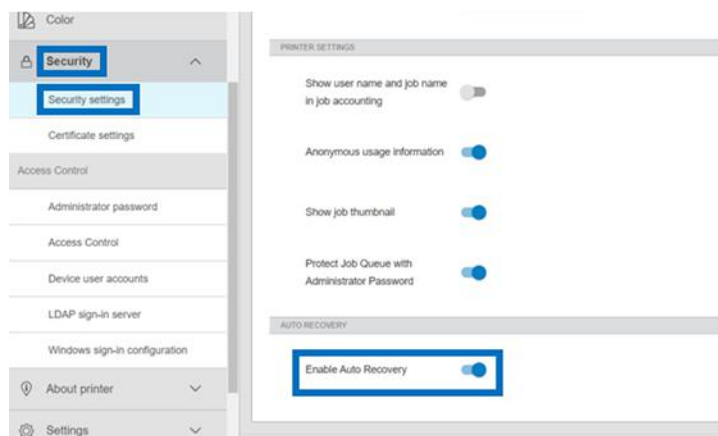 Color
Security
Security settings
Certificate settings
Access Control
Administrator password
Access Control
Device user accounts
LDAP sign-in server
Windows sign-in configuration
About printer
Settings
PRINTER SETTINGS
Show user name and job name
in job accounting
Anonymous usage information
Show job thumbnail
Protect Job Queue with
Administrator Password
AUTO RECOVERY
Enable Auto Recovery